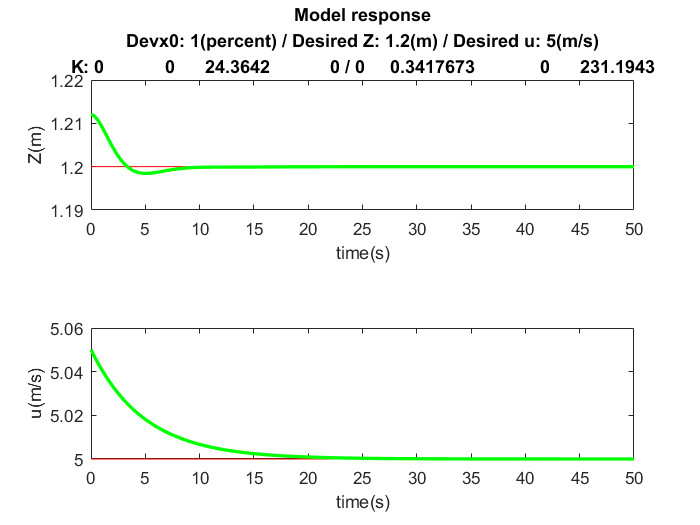 Model response
Devx0: 1(percent) / Desired Z: 1.2(m) / Desired u: 5(m/s)
K: 0 0 24.3642 0 / 0 0.3417673 0 231.1943
1.22
1.21
1.2
1.19
Z(m)
0 5 10 15 20 25 30 35 40 45 50
time(s)
5.06
5.04
5.02
5
u(m/s)
0 5 10 15 20 25 30 35 40 45 50
time(s)